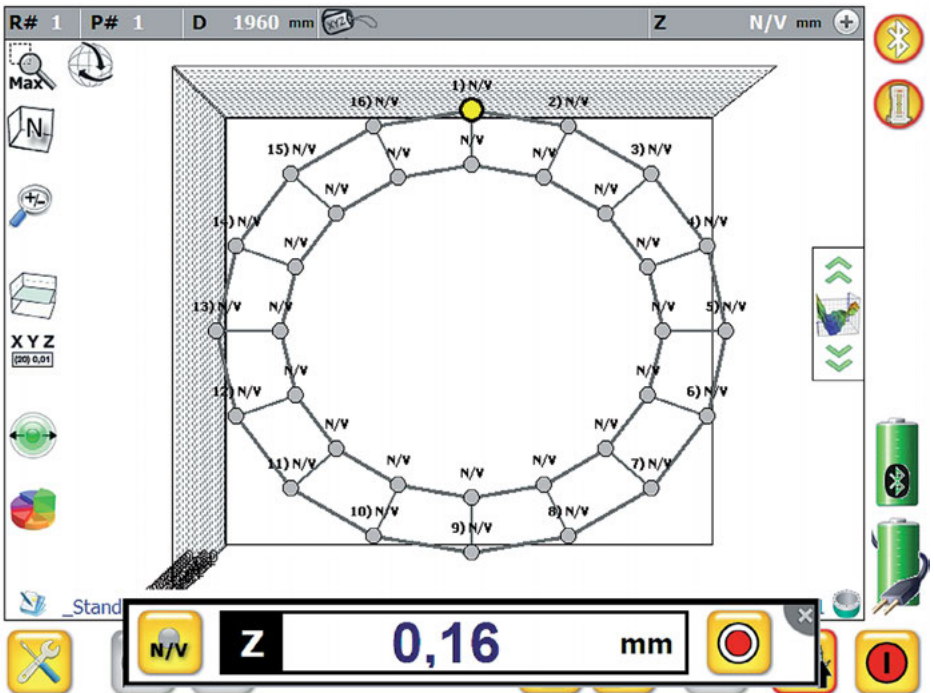 R# 1 P# 1 D 1960 mm XYZ Z N/V mm
Max
1) N/V
16) N/V 2) N/V
N/V
15) N/V N/V N/V 3) N/V
N
N/V N/V
+/-
14) N/V 4) N/V
N/V N/V
13) N/V N/V N/V 5) N/V
X Y Z
(20) 0,01
12) N/V N/V N/V 6) N/V
N/V N/V
11) N/V N/V N/V N/V 7) N/V
10) N/V 8) N/V
9) N/V
_Stand
N/V Z 0,16 mm